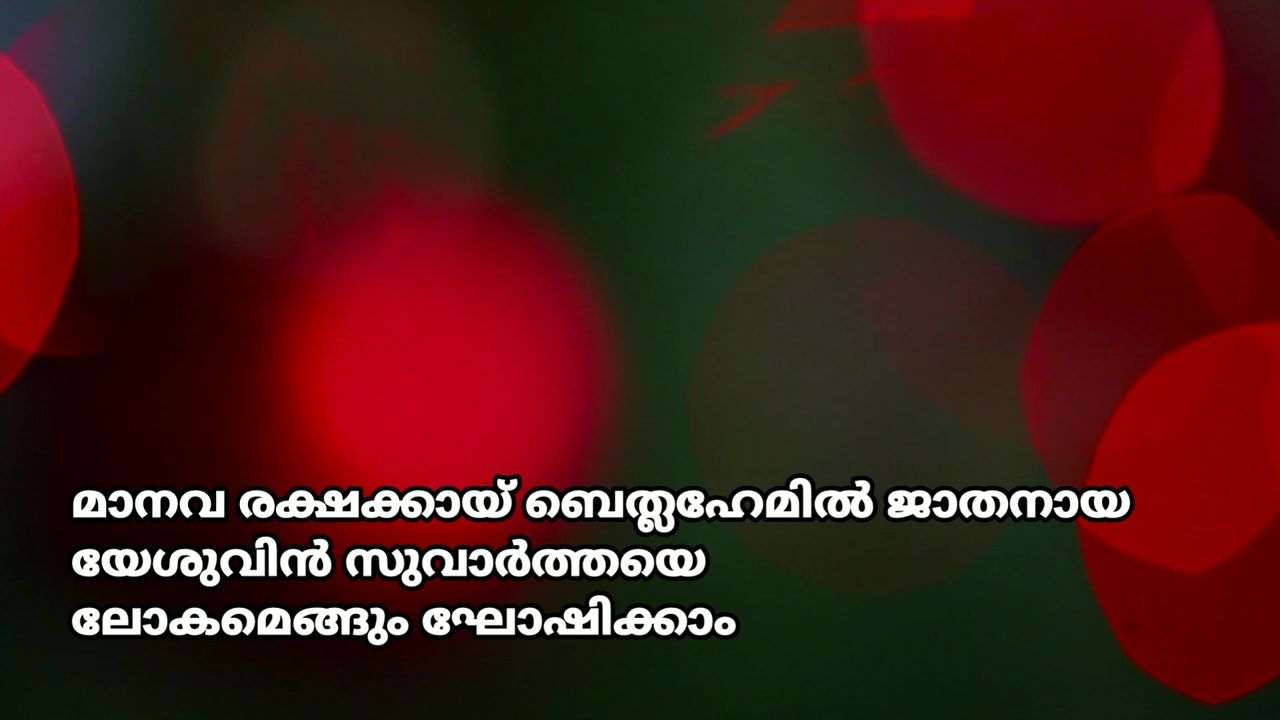 മാനവ രക്ഷക്കായ് ബെത്ലഹേമിൽ ജാതനായ
യേശുവിൻ സുവാർത്തയെ
ലോകമെങ്ങും ഘോഷിക്കാം